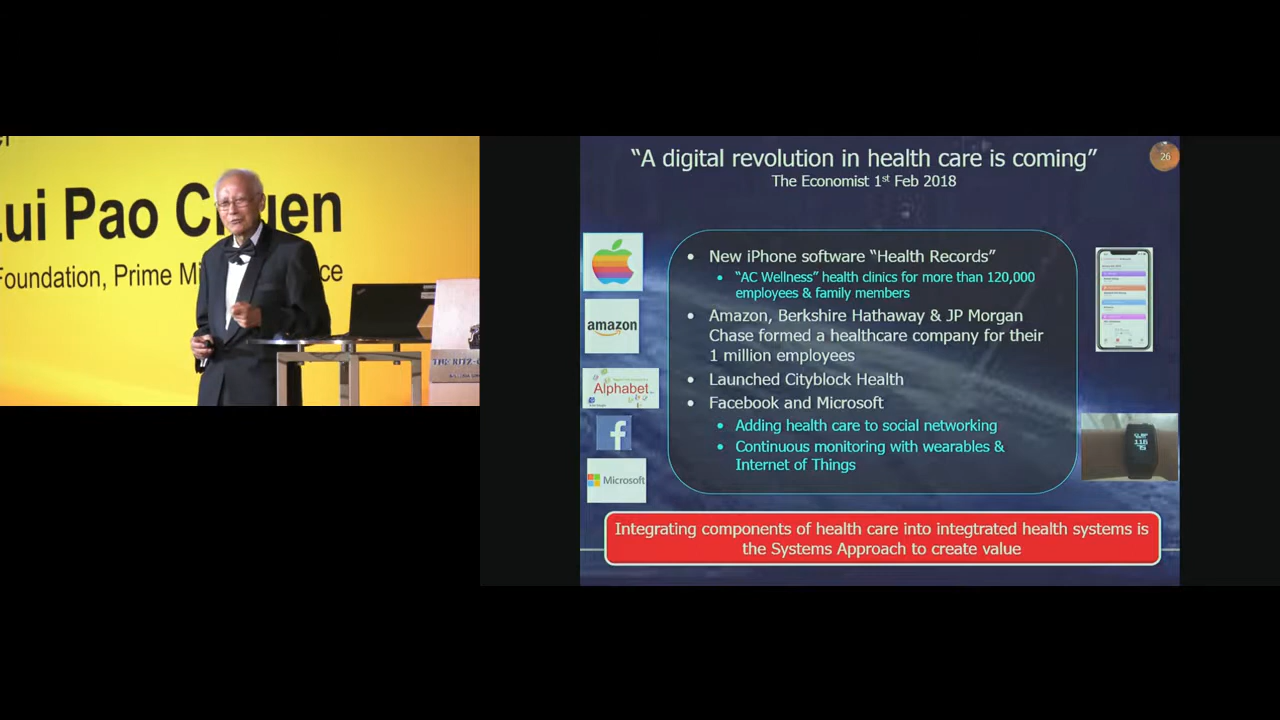 Lui Pao Chuen
Foundation, Prime Mi
ce
THE RITZ-C
26
“A digital revolution in health care is coming”
The Economist 1st Feb 2018
amazon
Alphabet
f
Microsoft
• New iPhone software “Health Records”
• “AC Wellness” health clinics for more than 120,000
employees & family members
• Amazon, Berkshire Hathaway & JP Morgan
Chase formed a healthcare company for their
1 million employees
• Launched Cityblock Health
• Facebook and Microsoft
• Adding health care to social networking
• Continuous monitoring with wearables &
Internet of Things
Integrating components of health care into integtrated health systems is
the Systems Approach to create value